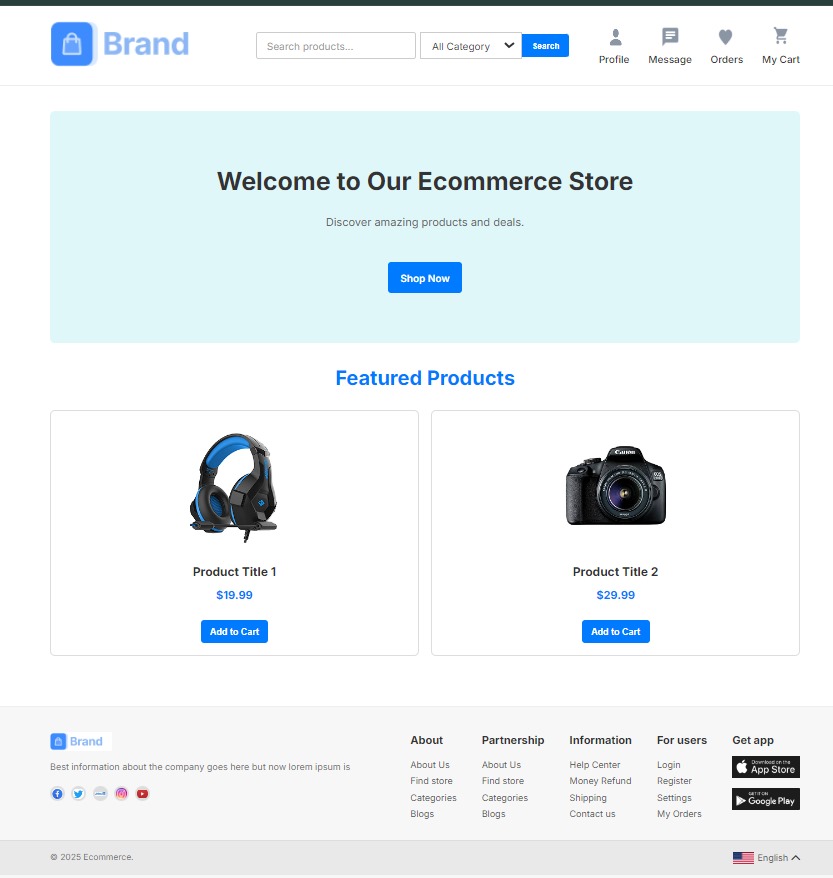 Brand
Search products...
All Category
Search
Profile
Message
Orders
My Cart
Welcome to Our Ecommerce Store
Discover amazing products and deals.
Shop Now
Featured Products
Canon
EOS
Product Title 1
$19.99
Add to Cart
Product Title 2
$29.99
Add to Cart
Brand
Best information about the company goes here but now lorem ipsum is
About
About Us
Find store
Categories
Blogs
Partnership
About Us
Find store
Categories
Blogs
Information
Help Center
Money Refund
Shipping
Contact us
For users
Login
Register
Settings
My Orders
Get app
Download on the
App Store
GET IT ON
Google Play
© 2025 Ecommerce.
English